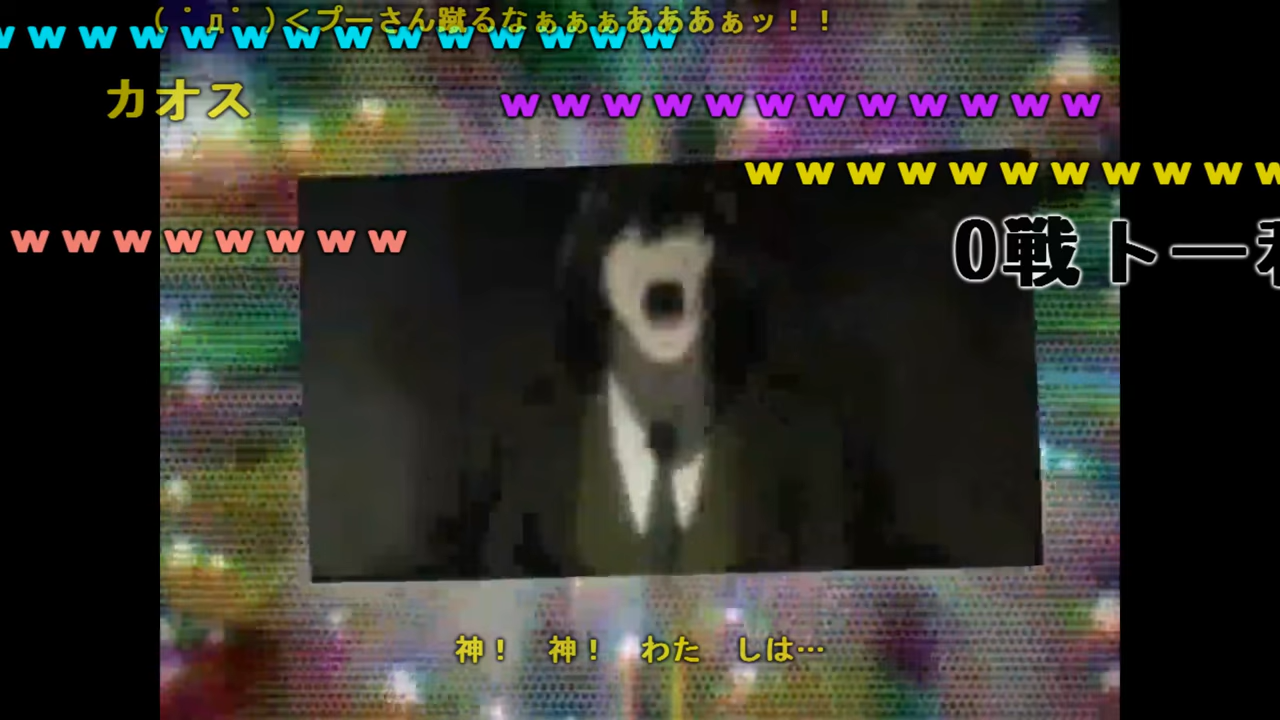 ( ゜д゜)＜プーさん蹴るなぁぁぁあああぁッ！！
ｗｗｗｗｗｗｗｗｗｗｗｗｗｗ
カオス
ｗｗｗｗｗｗｗｗｗｗｗｗ
ｗｗｗｗｗｗｗｗｗｗｗ
ｗｗｗｗｗｗｗｗ
0戦トー
神！　神！　わた　しは…